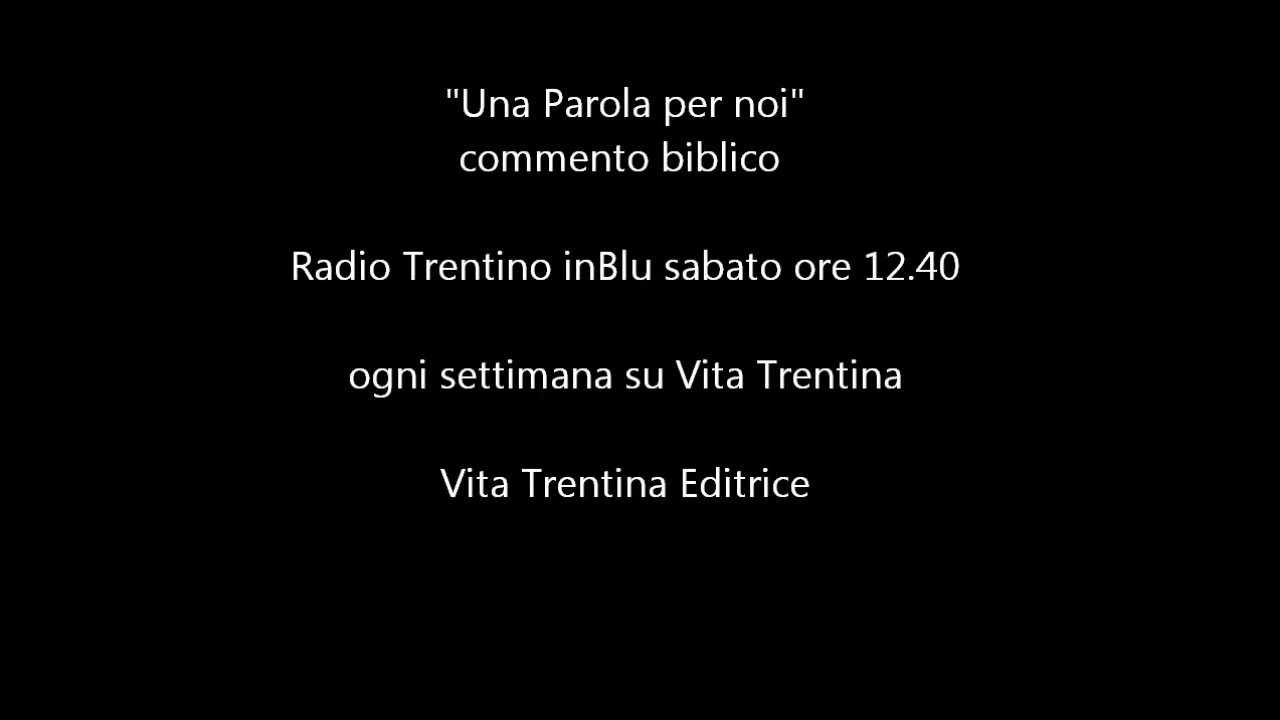 "Una Parola per noi"
commento biblico
Radio Trentino inBlu sabato ore 12.40
ogni settimana su Vita Trentina
Vita Trentina Editrice